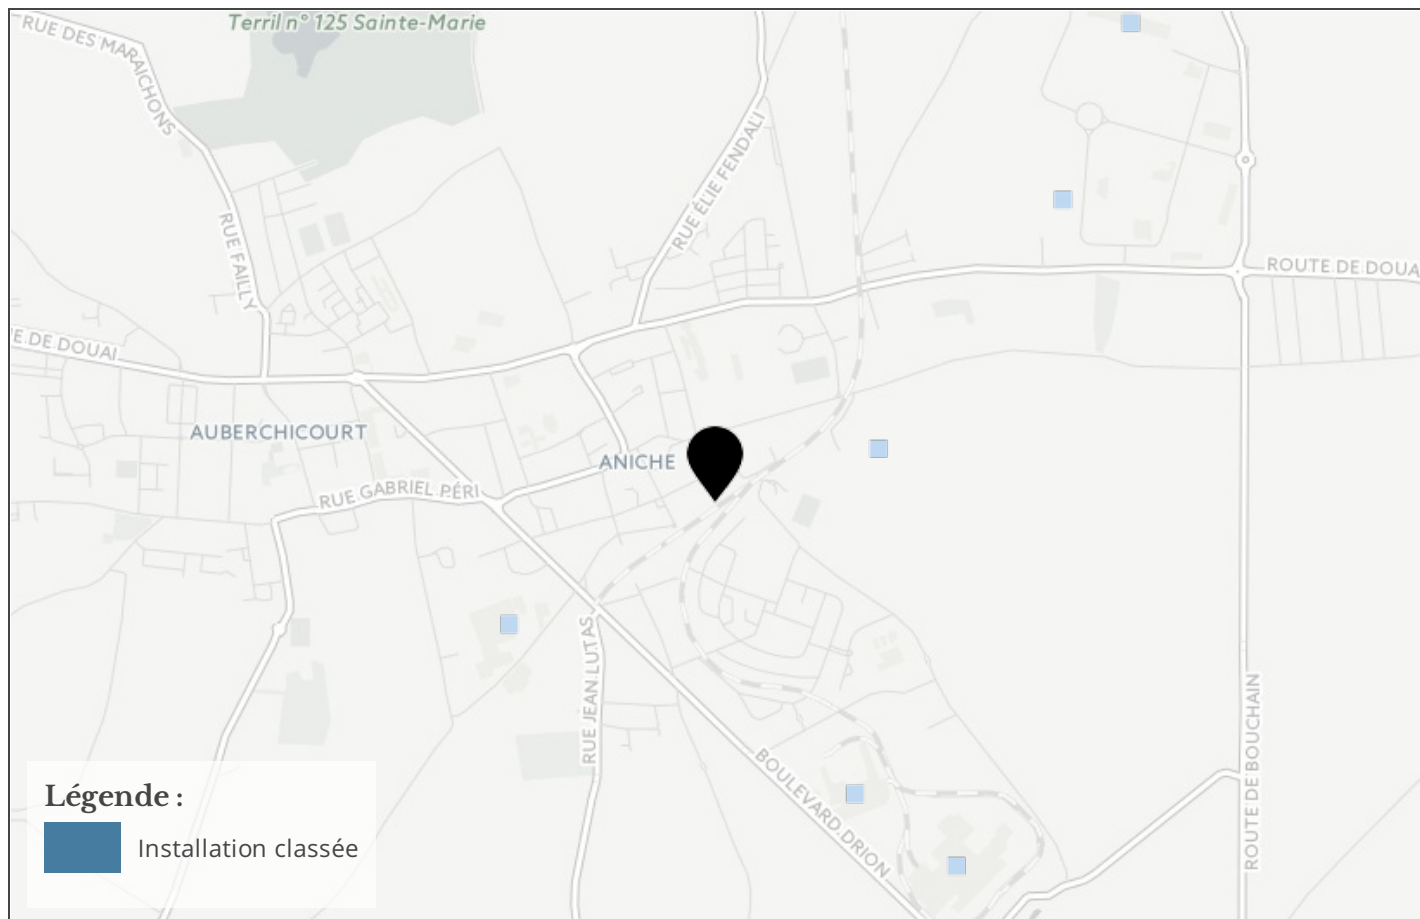 Terril n° 125 Sainte-Marie
RUE DES MARAICHONS
RUE ÉLIE FENDALI
RUE FAILLY
ROUTE DE DOUA
E DE DOUAI
AUBERCHICOURT
ANICHE
RUE GABRIEL PÉRI
RUE JEAN LUTAS
BOULEVARD DRION
ROUTE DE BOUCHAIN
Légende :
Installation classée